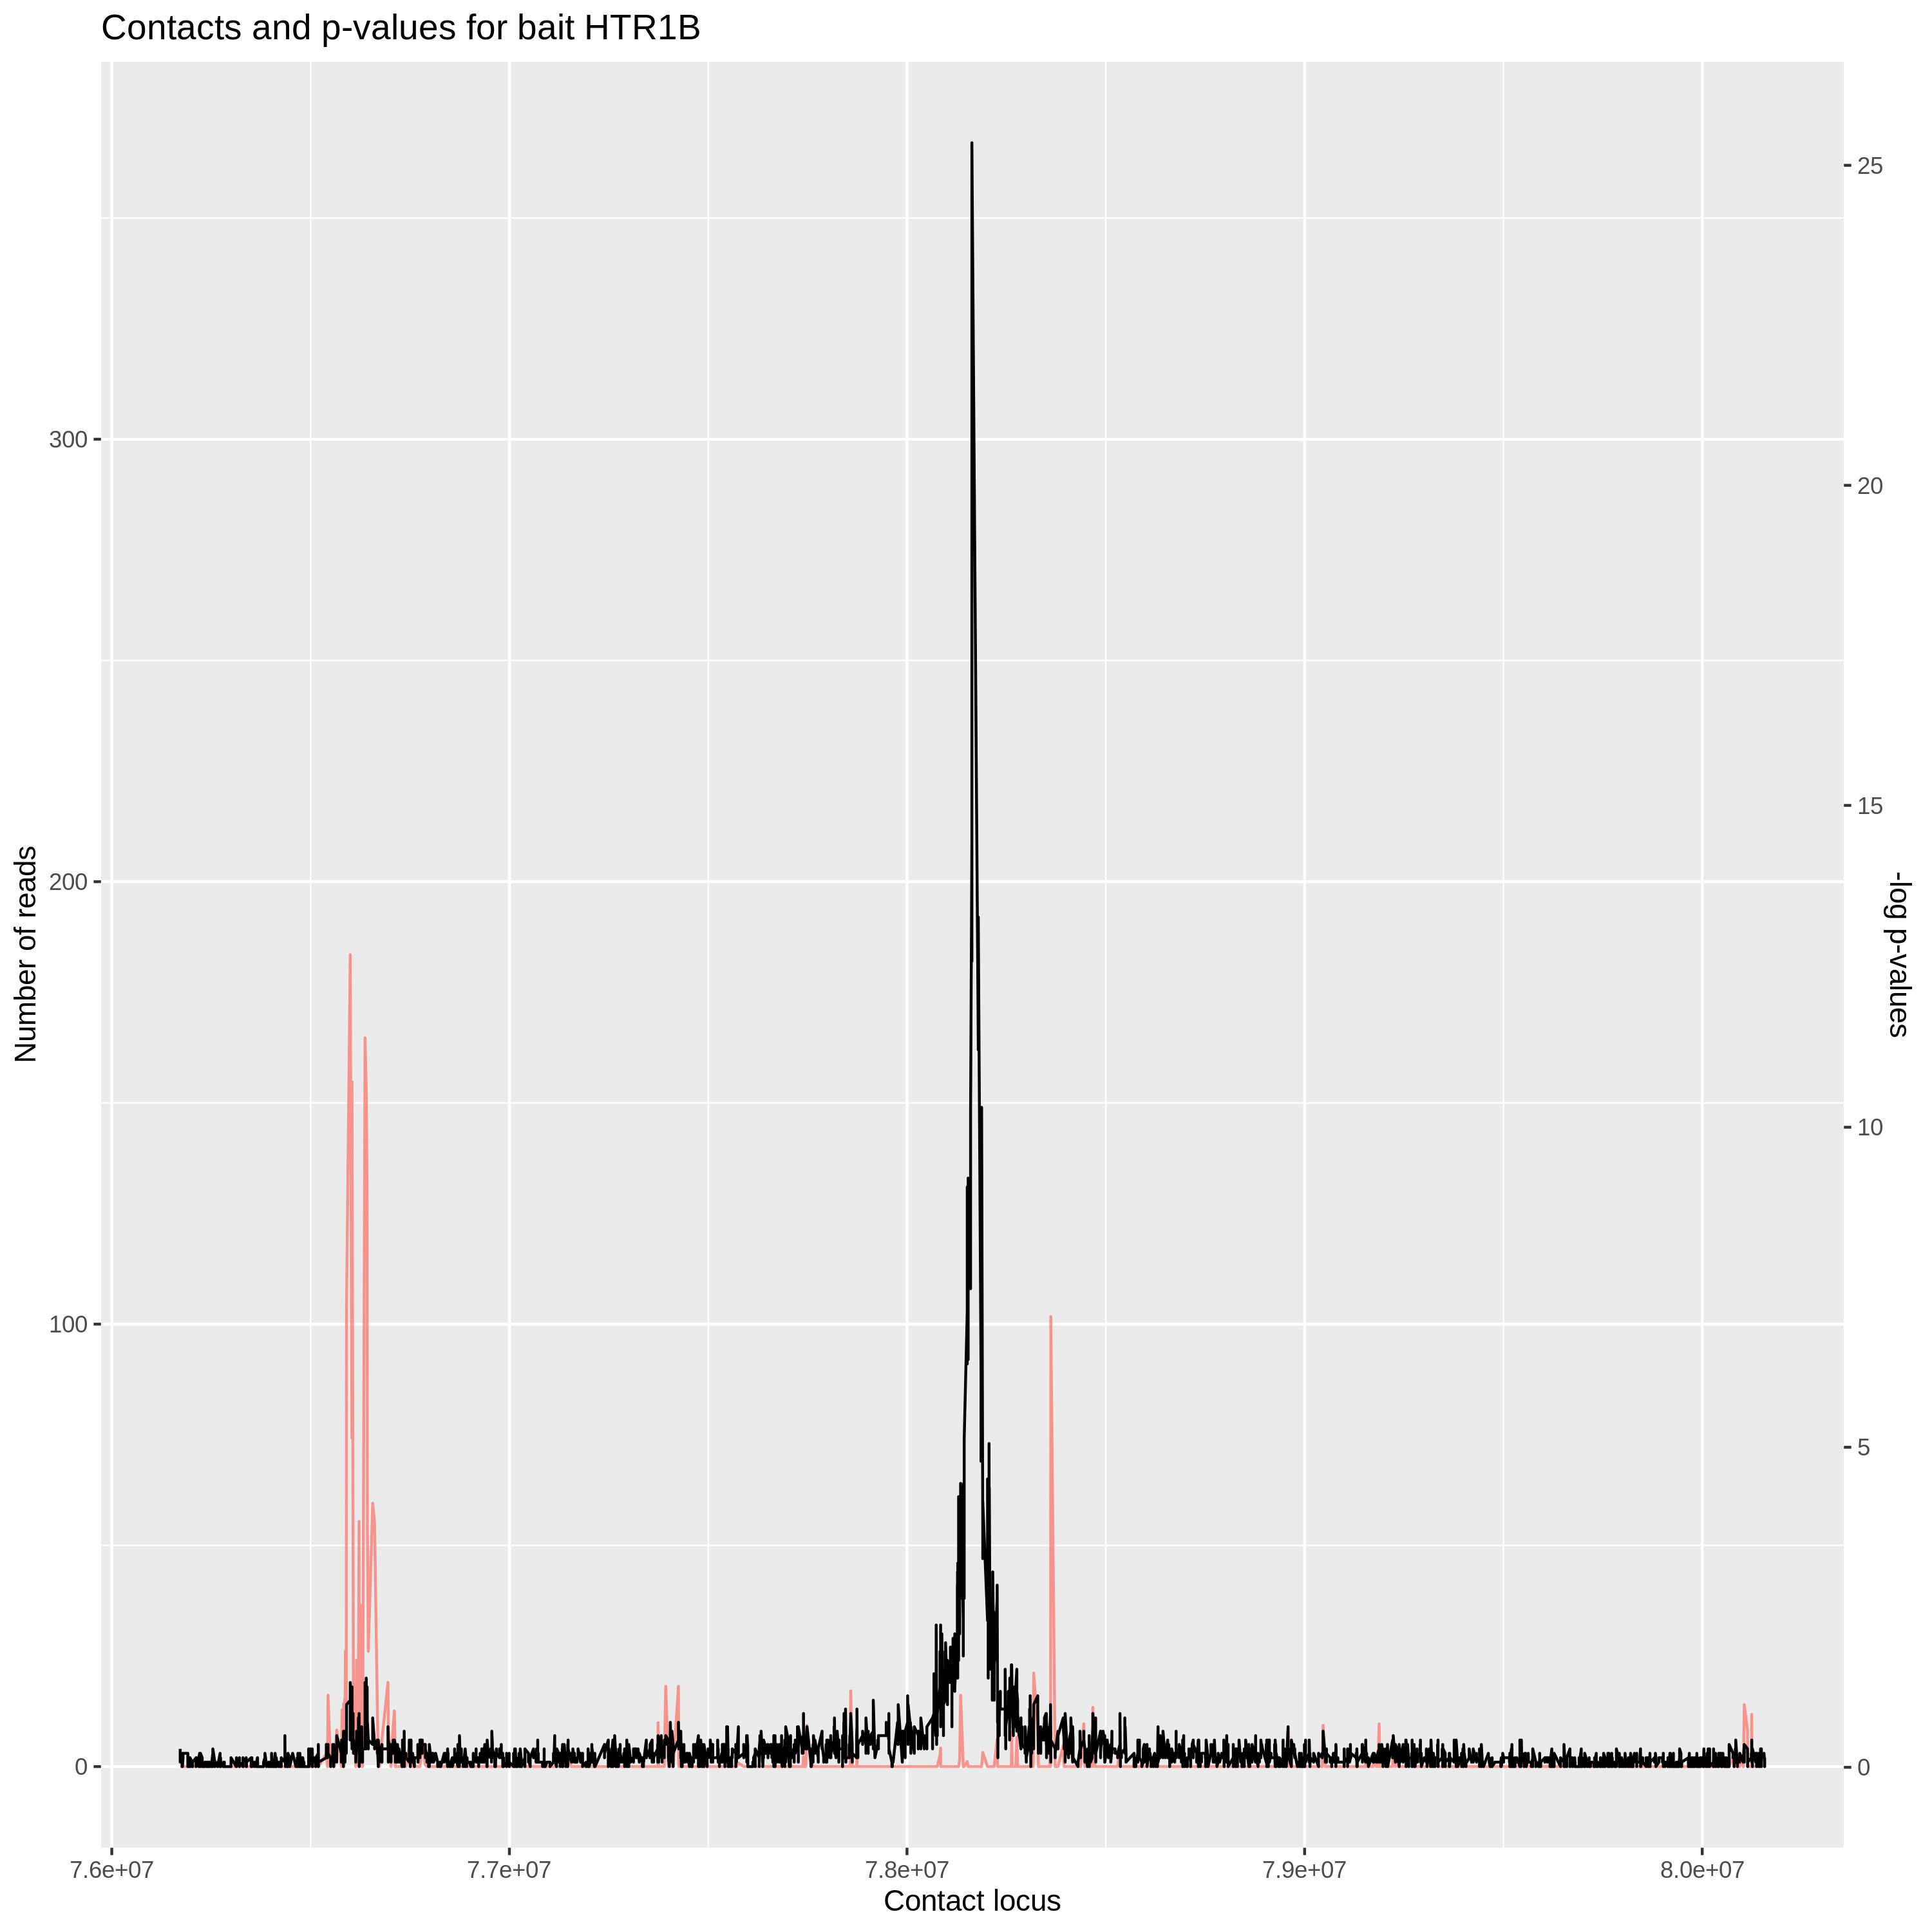 Contacts and p-values for bait HTR1B
300
200
100
0
Number of reads
25
20
15
10
5
0
-log p-values
7.6e+07 7.7e+07 7.8e+07 7.9e+07 8.0e+07
Contact locus